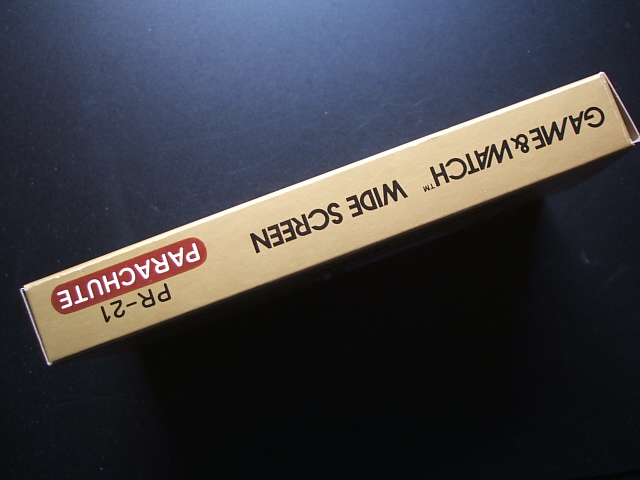 GAME&WATCH™ WIDE SCREEN
PARACHUTE
PR-21